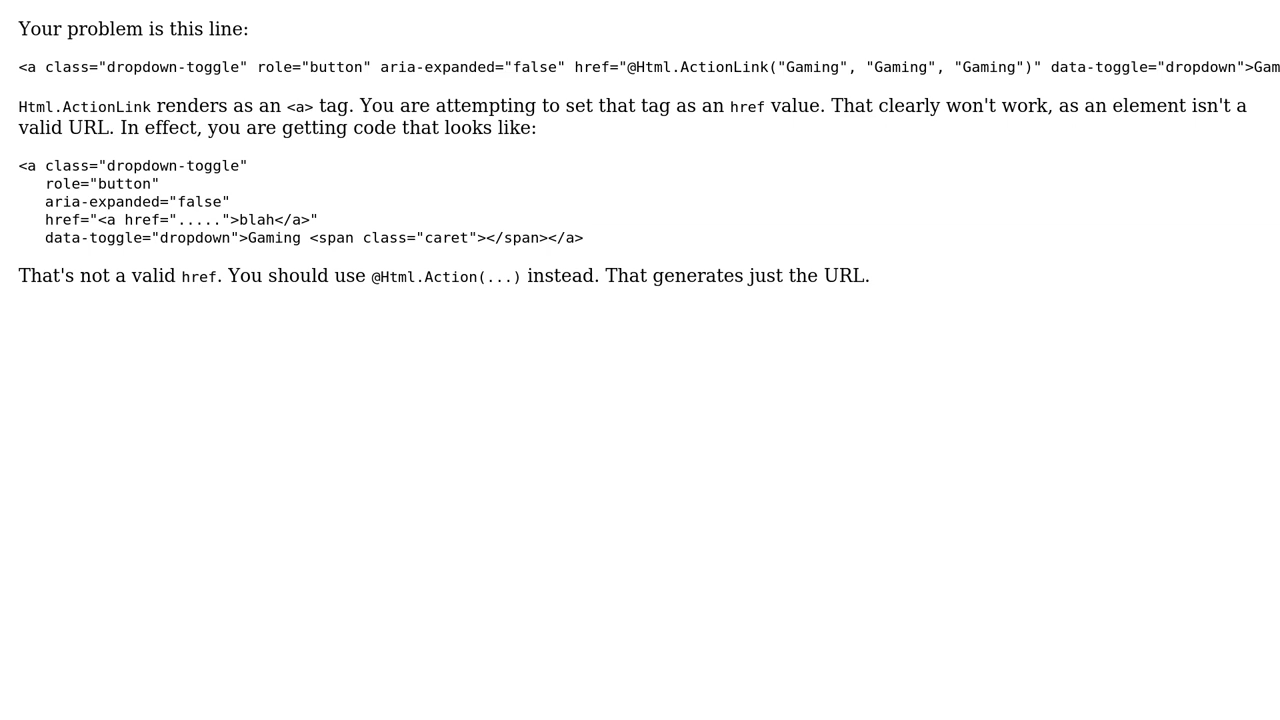 Your problem is this line:
<a class="dropdown-toggle" role="button" aria-expanded="false" href="@Html.ActionLink("Gaming", "Gaming", "Gaming")" data-toggle="dropdown">Gam
Html.ActionLink renders as an <a> tag. You are attempting to set that tag as an href value. That clearly won't work, as an element isn't a
valid URL. In effect, you are getting code that looks like:
<a class="dropdown-toggle"
   role="button"
   aria-expanded="false"
   href="<a href=".....">blah</a>"
   data-toggle="dropdown">Gaming <span class="caret"></span></a>
That's not a valid href. You should use @Html.Action(...) instead. That generates just the URL.